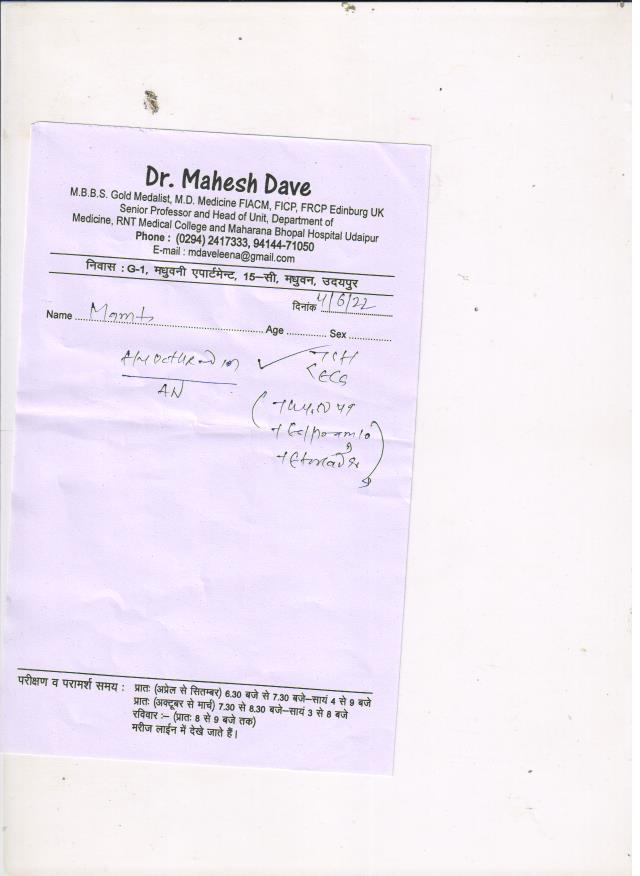 Dr. Mahesh Dave
M.B.B.S. Gold Medalist, M.D. Medicine FIACM, FICP, FRCP Edinburg UK
Senior Professor and Head of Unit, Department of
Medicine, RNT Medical College and Maharana Bhopal Hospital Udaipur
Phone : (0294) 2417333, 94144-71050
E-mail : mdaveleena@gmail.com
निवास : G-1, मधुवनी एपार्टमेन्ट, 15–सी, मधुवन, उदयपुर
दिनांक 4/6/22
Name Age Sex
TSH
ECG
AN
परीक्षण व परामर्श समय : प्रातः (अप्रेल से सितम्बर) 6.30 बजे से 7.30 बजे–सायं 4 से 9 बजे
प्रातः (अक्टूबर से मार्च) 7.30 से 8.30 बजे–सायं 3 से 8 बजे
रविवार :– (प्रातः 8 से 9 बजे तक)
मरीज लाईन में देखे जाते हैं।